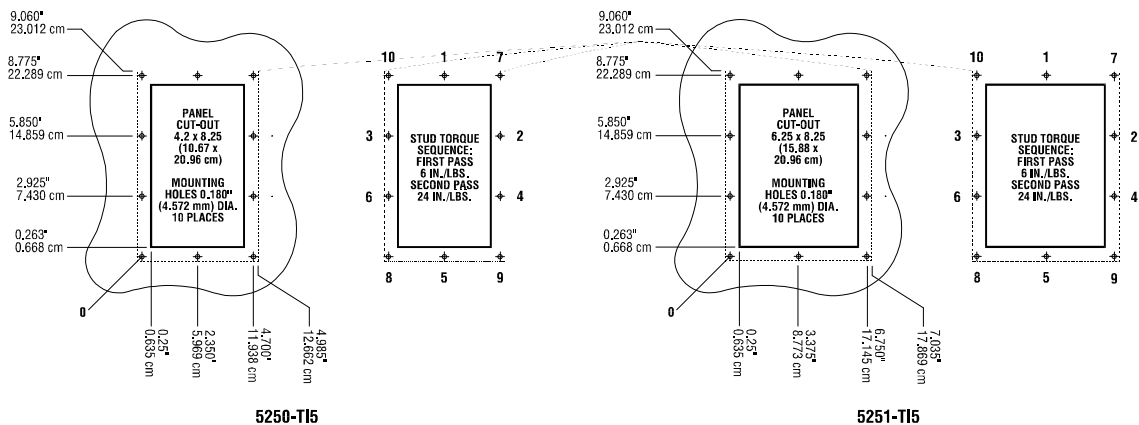 9.060"
23.012 cm
8.775"
22.289 cm
5.850"
14.859 cm
2.925"
7.430 cm
0.263"
0.668 cm
0
PANEL
CUT-OUT
4.2 x 8.25
(10.67 x
20.96 cm)
MOUNTING
HOLES 0.180"
(4.572 mm) DIA.
10 PLACES
0.25"
0.635 cm
2.350"
5.969 cm
4.700"
11.938 cm
4.985"
12.662 cm
10 1 7
3 2
6 4
8 5 9
STUD TORQUE
SEQUENCE:
FIRST PASS
6 IN./LBS.
SECOND PASS
24 IN./LBS.
5250-TI5
9.060"
23.012 cm
8.775"
22.289 cm
5.850"
14.859 cm
2.925"
7.430 cm
0.263"
0.668 cm
0
PANEL
CUT-OUT
6.25 x 8.25
(15.88 x
20.96 cm)
MOUNTING
HOLES 0.180"
(4.572 mm) DIA.
10 PLACES
0.25"
0.635 cm
3.375"
8.773 cm
6.750"
17.145 cm
7.035"
17.869 cm
10 1 7
3 2
6 4
8 5 9
STUD TORQUE
SEQUENCE:
FIRST PASS
6 IN./LBS.
SECOND PASS
24 IN./LBS.
5251-TI5